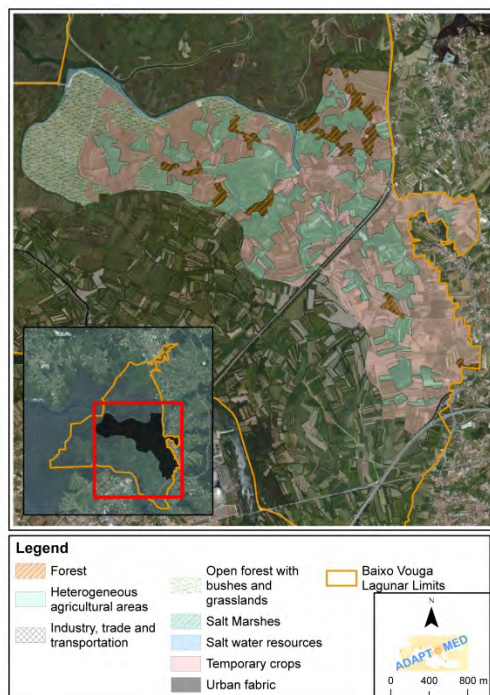 Legend
Forest
Heterogeneous
agricultural areas
Industry, trade and
transportation
Open forest with
bushes and
grasslands
Salt Marshes
Salt water resources
Temporary crops
Urban fabric
Baixo Vouga
Lagunar Limits
N
ADAPT MED
0 400 800 m